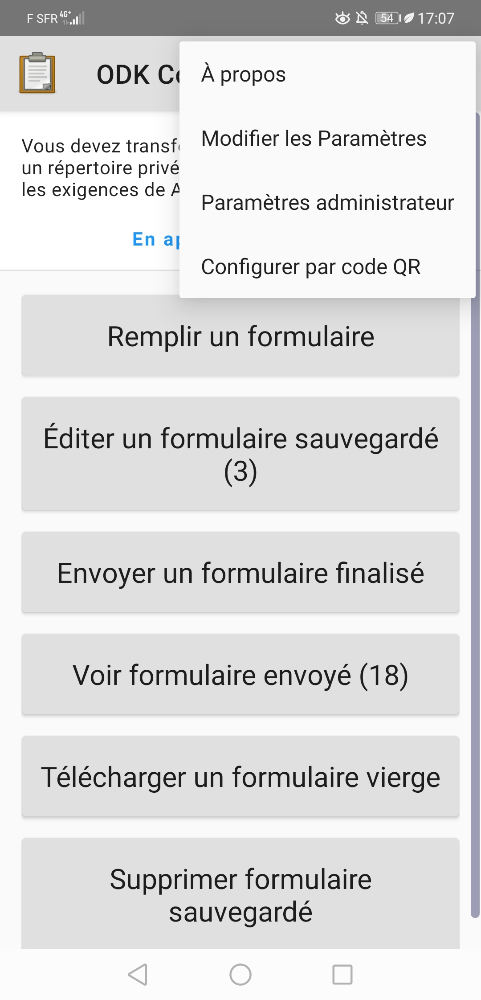 F SFR 4G+ 54 17:07
ODK
À propos
Modifier les Paramètres
Paramètres administrateur
Configurer par code QR
Vous devez
un répertoire privé
les exigences de
En
Remplir un formulaire
Éditer un formulaire sauvegardé
(3)
Envoyer un formulaire finalisé
Voir formulaire envoyé (18)
Télécharger un formulaire vierge
Supprimer formulaire
sauvegardé